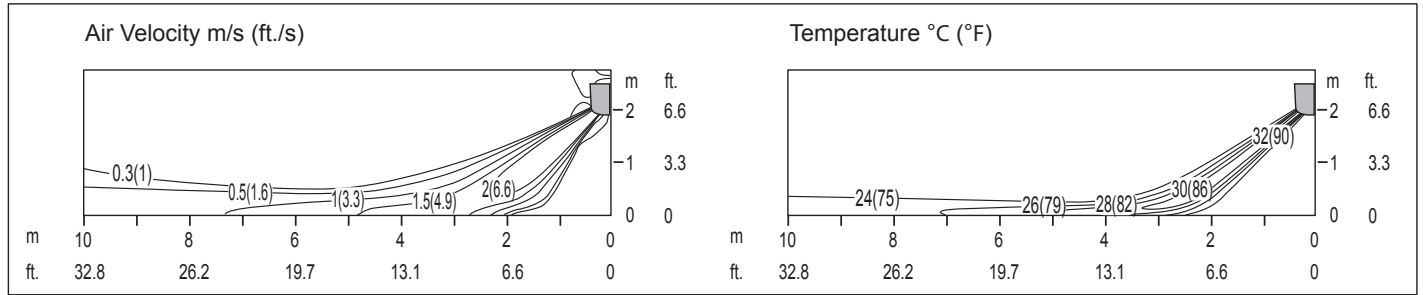 Air Velocity m/s (ft./s)
m ft.
2 6.6
1 3.3
0 0
0.3(1)
0.5(1.6)
1(3.3)
1.5(4.9)
2(6.6)
m 10 8 6 4 2 0
ft. 32.8 26.2 19.7 13.1 6.6 0
Temperature °C (°F)
m ft.
2 6.6
1 3.3
0 0
32(90)
30(86)
28(82)
26(79)
24(75)
m 10 8 6 4 2 0
ft. 32.8 26.2 19.7 13.1 6.6 0